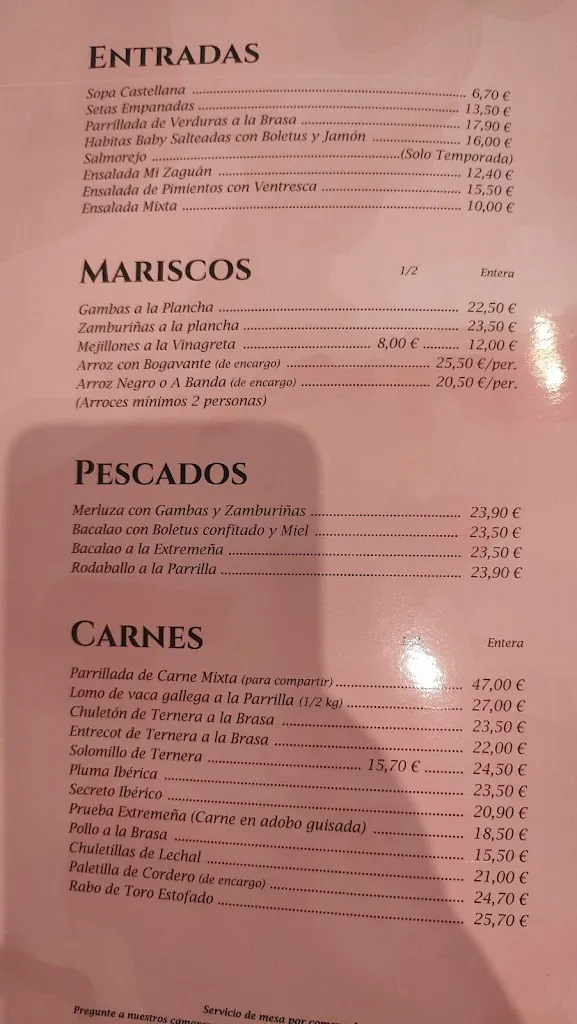 ENTRADAS
Sopa Castellana 6,70 €
Setas Empanadas 13,50 €
Parrillada de Verduras a la Brasa 17,90 €
Habitas Baby Salteadas con Boletus y Jamón 16,00 €
Salmorejo (Solo Temporada)
Ensalada Mi Zaguán 12,40 €
Ensalada de Pimientos con Ventresca 15,50 €
Ensalada Mixta 10,00 €
MARISCOS 1/2 Entera
Gambas a la Plancha 22,50 €
Zamburiñas a la plancha 23,50 €
Mejillones a la Vinagreta 8,00 € 12,00 €
Arroz con Bogavante (de encargo) 25,50 €/per.
Arroz Negro o A Banda (de encargo) 20,50 €/per.
(Arroces mínimos 2 personas)
PESCADOS
Merluza con Gambas y Zamburiñas 23,90 €
Bacalao con Boletus confitado y Miel 23,50 €
Bacalao a la Extremeña 23,50 €
Rodaballo a la Parrilla 23,90 €
CARNES Entera
Parrillada de Carne Mixta (para compartir) 47,00 €
Lomo de vaca gallega a la Parrilla (1/2 kg) 27,00 €
Chuletón de Ternera a la Brasa 23,50 €
Entrecot de Ternera a la Brasa 22,00 €
Solomillo de Ternera 15,70 € 24,50 €
Pluma Ibérica 23,50 €
Secreto Ibérico 20,90 €
Prueba Extremeña (Carne en adobo guisada) 18,50 €
Pollo a la Brasa 15,50 €
Chuletillas de Lechal 21,00 €
Paletilla de Cordero (de encargo) 24,70 €
Rabo de Toro Estofado 25,70 €
Servicio de mesa por
Pregunte a nuestros